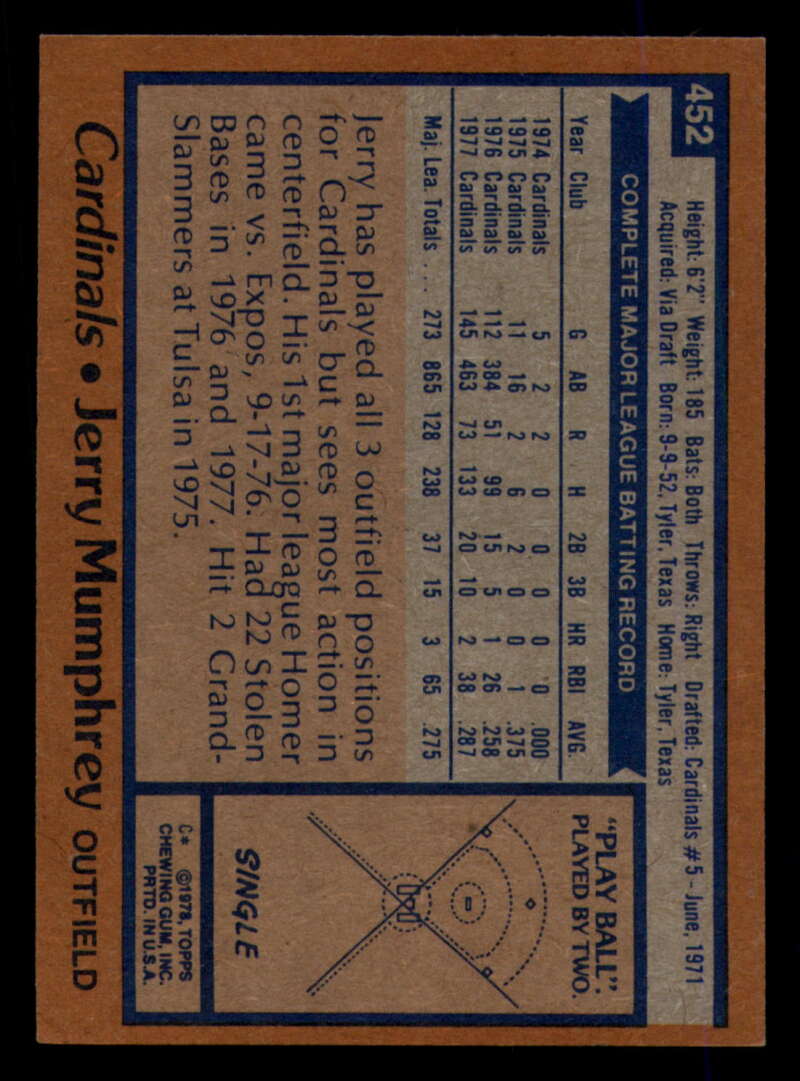 452
Height: 6'2" Weight: 185 Bats: Both Throws: Right Drafted: Cardinals #5 - June, 1971
Acquired: Via Draft Born: 9-9-52, Tyler, Texas Home: Tyler, Texas
COMPLETE MAJOR LEAGUE BATTING RECORD
Year Club G AB R H 2B 3B HR RBI AVG.
1974 Cardinals 5 2 2 0 0 0 0 0 .000
1975 Cardinals 11 16 2 6 2 0 0 1 .375
1976 Cardinals 112 384 51 99 15 5 1 26 .258
1977 Cardinals 145 463 73 133 20 10 2 38 .287
Maj. Lea. Totals .... 273 865 128 238 37 15 3 65 .275
Jerry has played all 3 outfield positions
for Cardinals but sees most action in
centerfield. His 1st major league Homer
came vs. Expos, 9-17-76. Had 22 Stolen
Bases in 1976 and 1977. Hit 2 Grand-
Slammers at Tulsa in 1975.
"PLAY BALL":
PLAYED BY TWO.
SINGLE
C* ©1978, TOPPS
CHEWING GUM, INC.
PRTD. IN U.S.A.
Cardinals • Jerry Mumphrey OUTFIELD